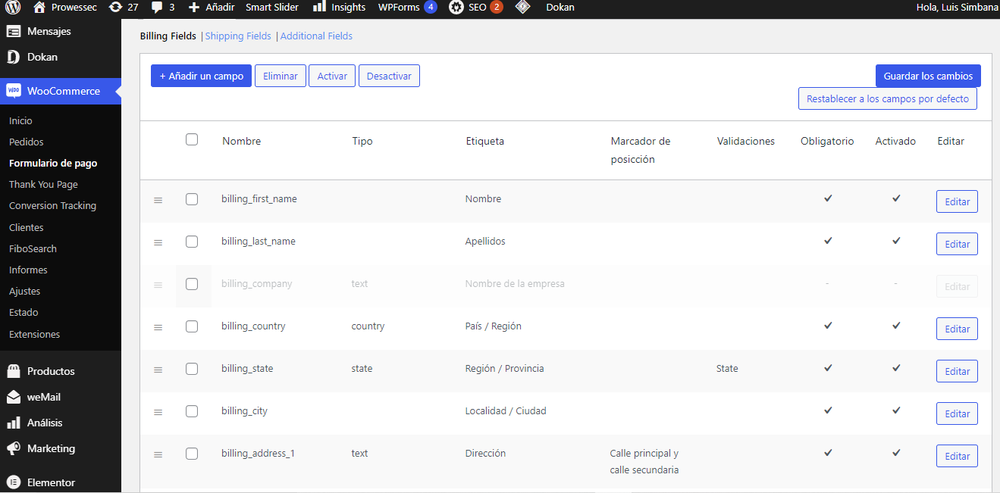 Prowessec 27 3 Añadir Smart Slider Insights WPForms 4 SEO 2 Dokan Hola, Luis Simbana
Mensajes
Dokan
WooCommerce
Inicio
Pedidos
Formulario de pago
Thank You Page
Conversion Tracking
Clientes
FiboSearch
Informes
Ajustes
Estado
Extensiones
Productos
weMail
Análisis
Marketing
Elementor
Billing Fields | Shipping Fields | Additional Fields
+ Añadir un campo Eliminar Activar Desactivar Guardar los cambios
Restablecer a los campos por defecto
Nombre Tipo Etiqueta Marcador de Validaciones Obligatorio Activado Editar
posicción
billing_first_name Nombre ✔ ✔ Editar
billing_last_name Apellidos ✔ ✔ Editar
billing_company text Nombre de la empresa - - Editar
billing_country country País / Región ✔ ✔ Editar
billing_state state Región / Provincia State ✔ ✔ Editar
billing_city Localidad / Ciudad ✔ ✔ Editar
billing_address_1 text Dirección Calle principal y ✔ ✔ Editar
calle secundaria